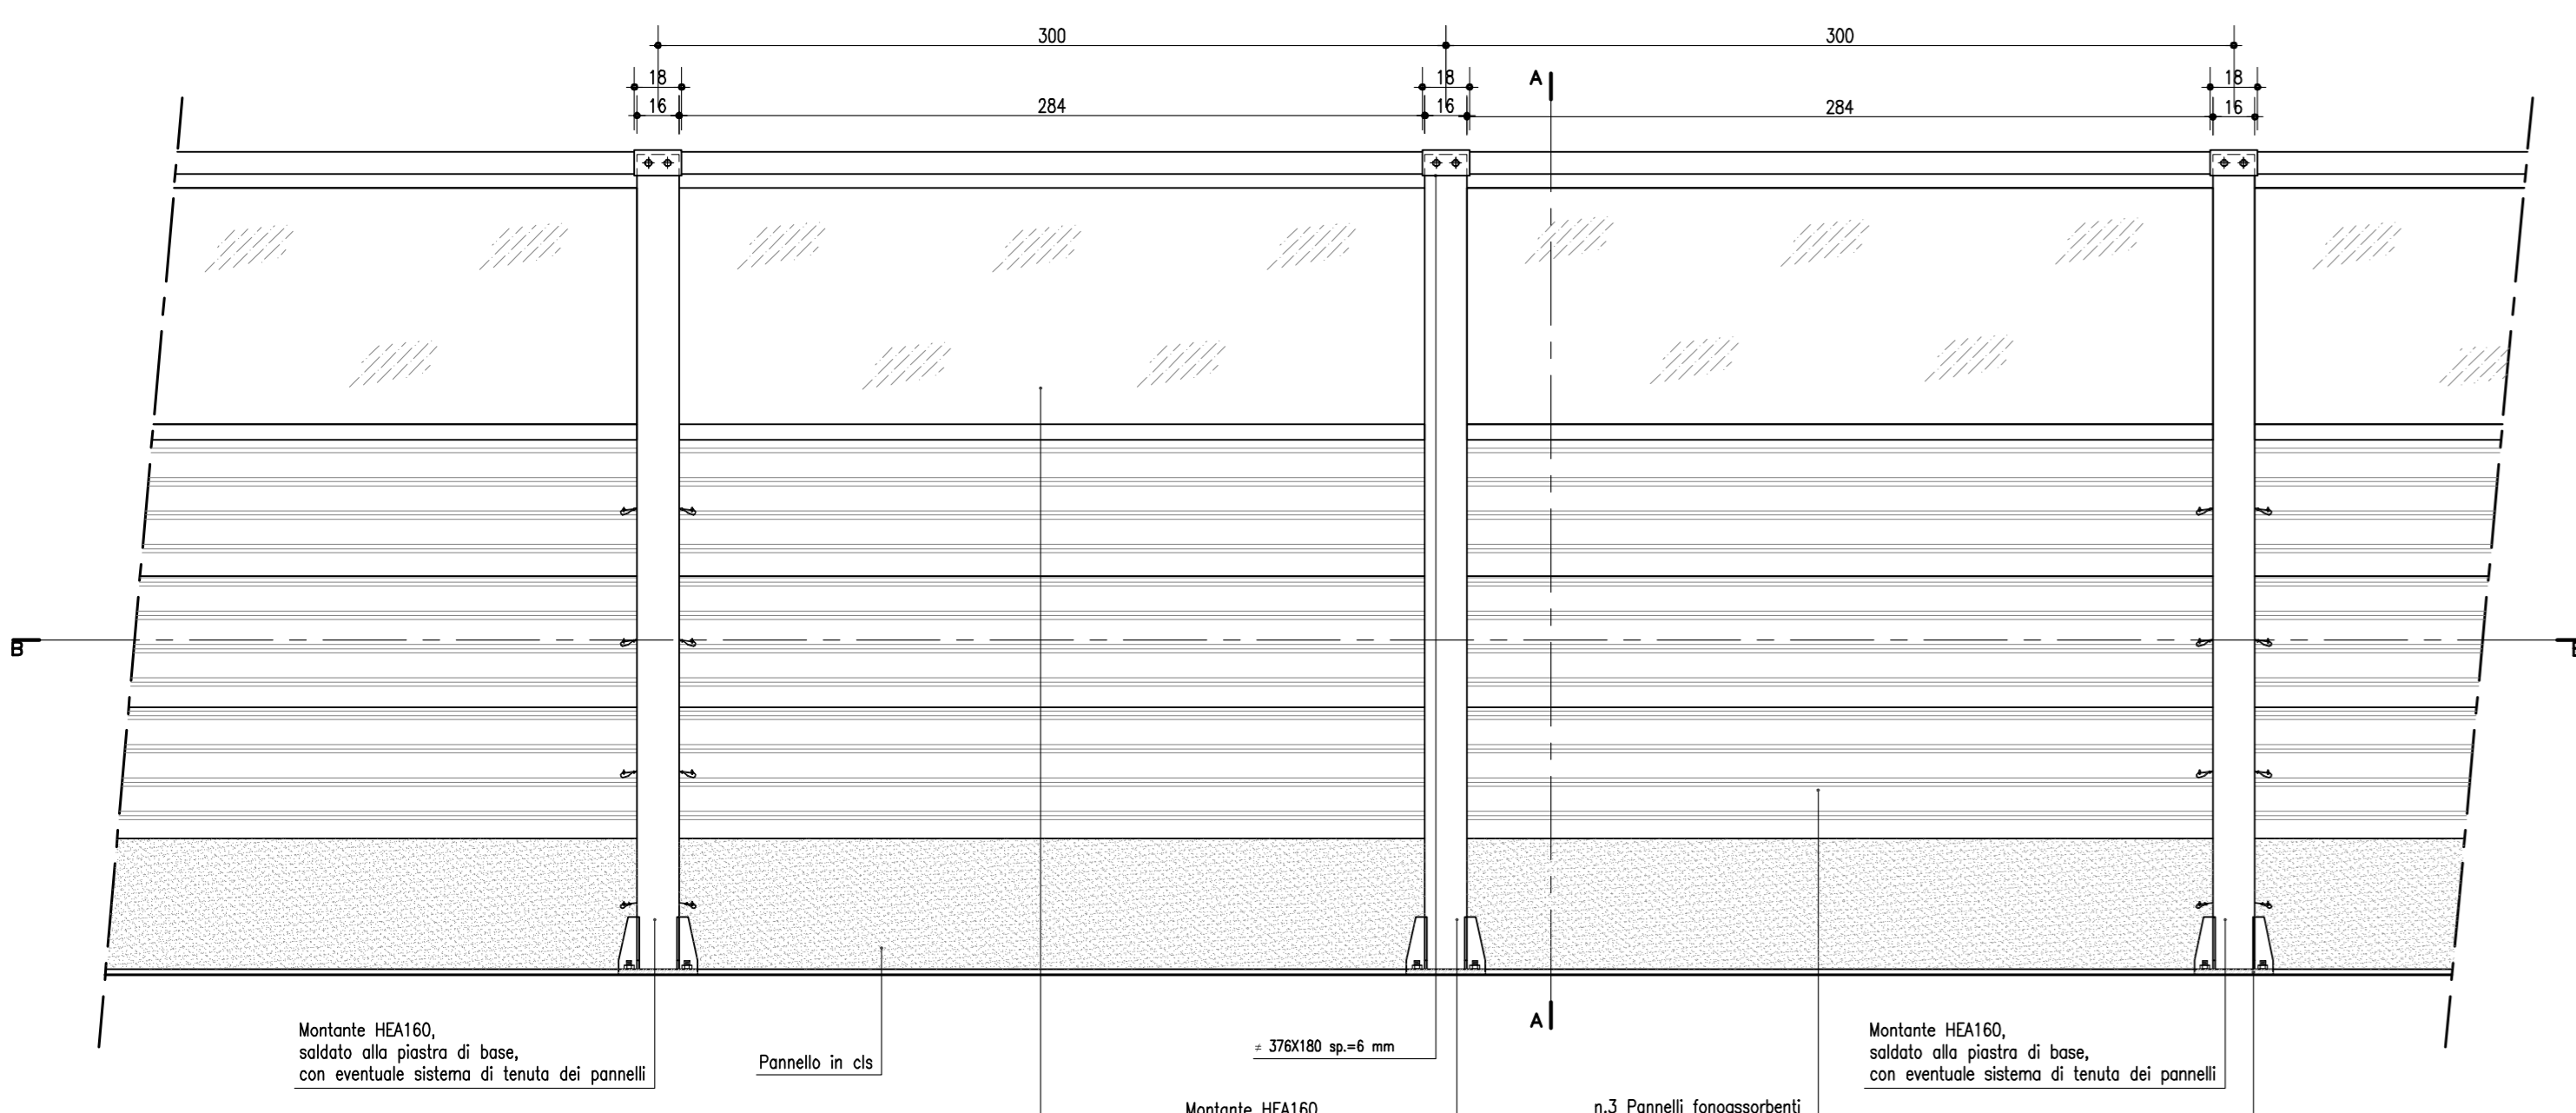 300
300
18
18
A
18
16
284
16
284
16
B
A
Montante HEA160,
saldato alla piastra di base,
con eventuale sistema di tenuta dei pannelli
Pannello in cls
≠ 376X180 sp.=6 mm
Montante HEA160,
saldato alla piastra di base,
con eventuale sistema di tenuta dei pannelli
Montante HEA160
n.3 Pannelli fonoassorbenti